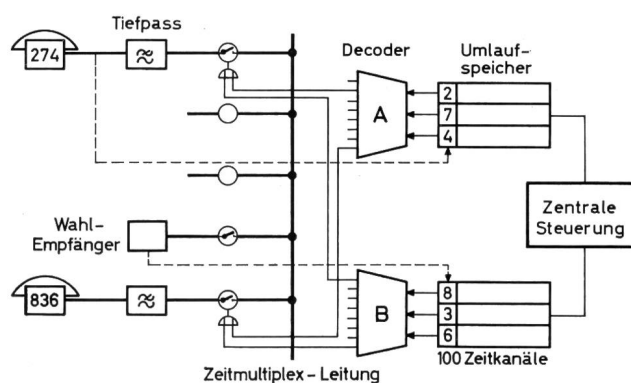 Tiefpass
274
Decoder
Umlauf-
speicher
A
2
7
4
Zentrale
Steuerung
Wahl-
Empfänger
836
B
8
3
6
100 Zeitkanäle
Zeitmultiplex-Leitung